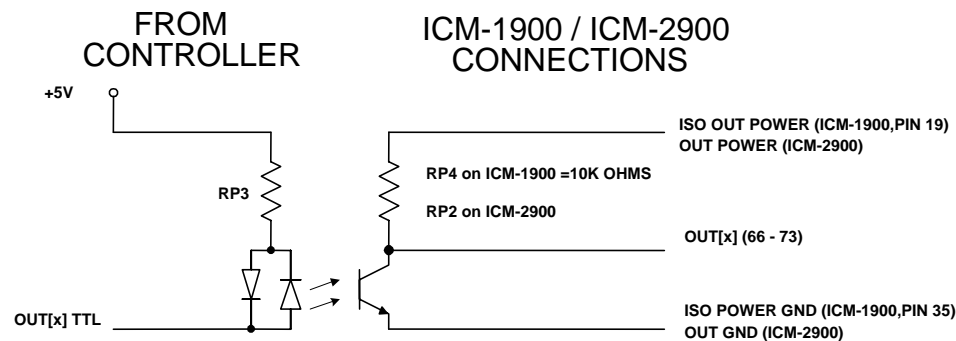 FROM
CONTROLLER
ICM-1900 / ICM-2900
CONNECTIONS
+5V
ISO OUT POWER (ICM-1900,PIN 19)
OUT POWER (ICM-2900)
RP3
RP4 on ICM-1900 =10K OHMS
RP2 on ICM-2900
OUT[x] (66 - 73)
OUT[x] TTL
ISO POWER GND (ICM-1900,PIN 35)
OUT GND (ICM-2900)